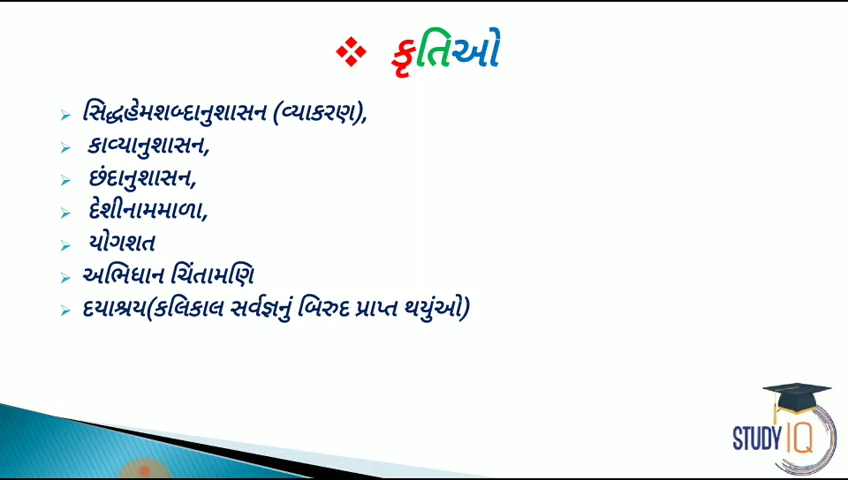 કૃતિઓ
સિદ્ધહેમશબ્દાનુશાસન (વ્યાકરણ),
કાવ્યાનુશાસન,
છંદાનુશાસન,
દેશીનામમાળા,
યોગશત
અભિધાન ચિંતામણિ
દયાશ્રય(કલિકાલ સર્વજ્ઞનું બિરુદ પ્રાપ્ત થયુંઓ)
STUDY IQ